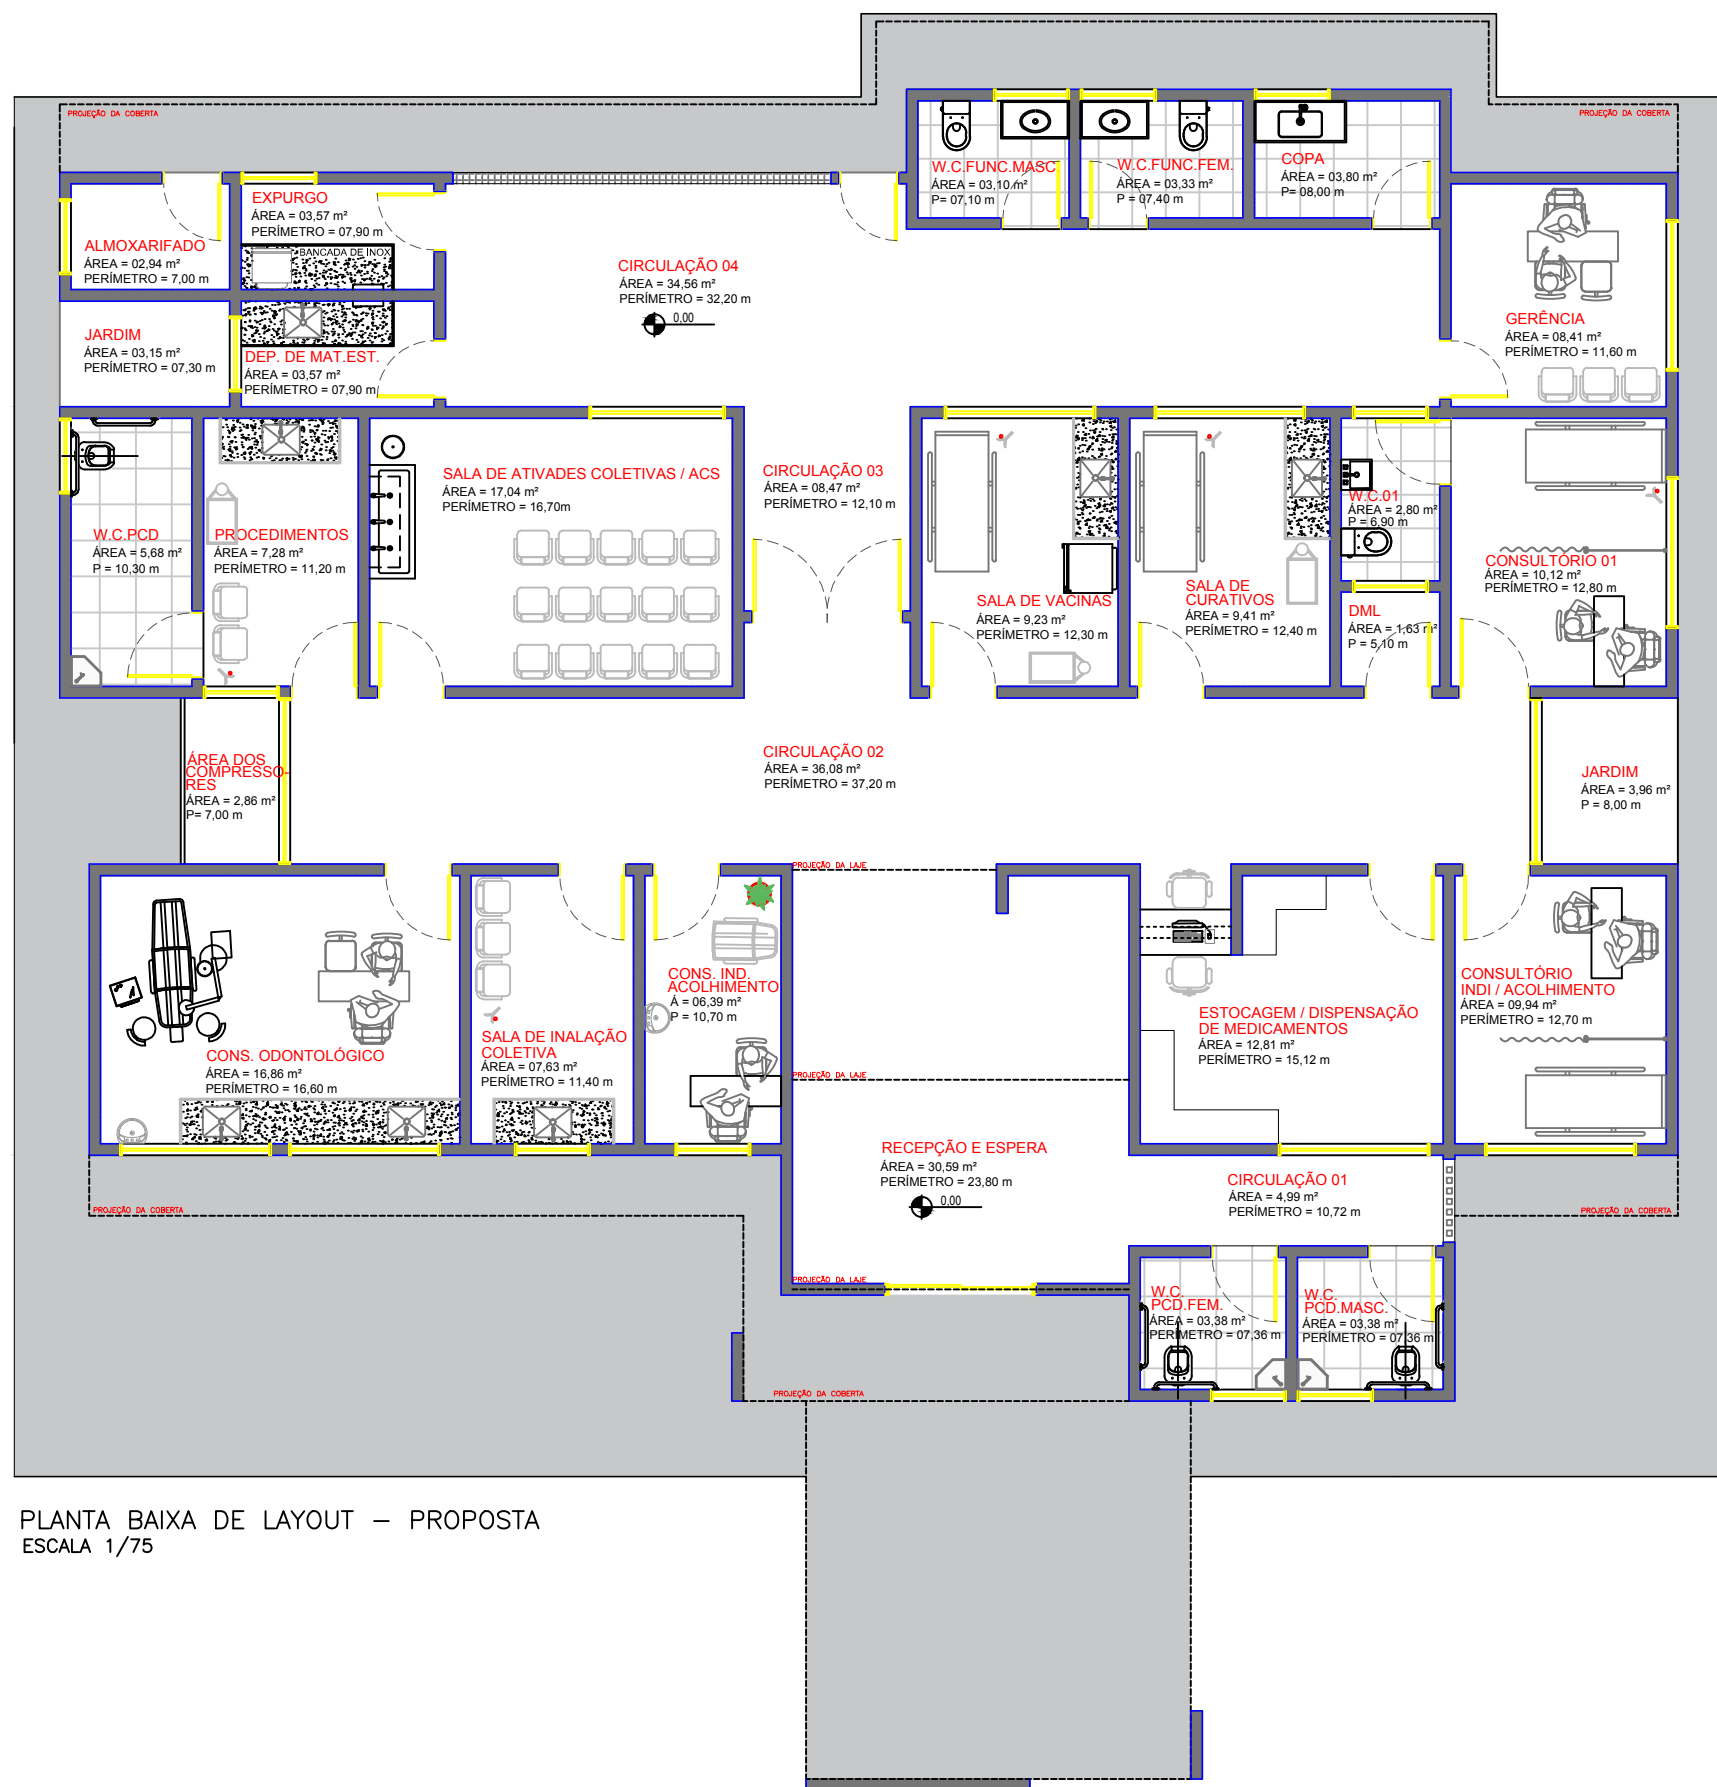 PROJEÇÃO DA COBERTA
PROJEÇÃO DA COBERTA
W.C.FUNC.MASC.
ÁREA = 03,10 m²
P= 07,10 m
W.C.FUNC.FEM.
ÁREA = 03,33 m²
P = 07,40 m
COPA
ÁREA = 03,80 m²
P= 08,00 m
EXPURGO
ÁREA = 03,57 m²
PERÍMETRO = 07,90 m
BANCADA DE INOX
ALMOXARIFADO
ÁREA = 02,94 m²
PERÍMETRO = 7,00 m
CIRCULAÇÃO 04
ÁREA = 34,56 m²
PERÍMETRO = 32,20 m
0,00
GERÊNCIA
ÁREA = 08,41 m²
PERÍMETRO = 11,60 m
JARDIM
ÁREA = 03,15 m²
PERÍMETRO = 07,30 m
DEP. DE MAT.EST.
ÁREA = 03,57 m²
PERÍMETRO = 07,90 m
SALA DE ATIVADES COLETIVAS / ACS
ÁREA = 17,04 m²
PERÍMETRO = 16,70m
CIRCULAÇÃO 03
ÁREA = 08,47 m²
PERÍMETRO = 12,10 m
W.C.01
ÁREA = 2,80 m²
P = 6,90 m
W.C.PCD
ÁREA = 5,68 m²
P = 10,30 m
PROCEDIMENTOS
ÁREA = 7,28 m²
PERÍMETRO = 11,20 m
CONSULTÓRIO 01
ÁREA = 10,12 m²
PERÍMETRO = 12,80 m
SALA DE VACINAS
ÁREA = 9,23 m²
PERÍMETRO = 12,30 m
SALA DE
CURATIVOS
ÁREA = 9,41 m²
PERÍMETRO = 12,40 m
DML
ÁREA = 1,63 m²
P = 5,10 m
ÁREA DOS
COMPRESSO-
RES
ÁREA = 2,86 m²
P= 7,00 m
CIRCULAÇÃO 02
ÁREA = 36,08 m²
PERÍMETRO = 37,20 m
JARDIM
ÁREA = 3,96 m²
P = 8,00 m
PROJEÇÃO DA LAJE
CONS. IND.
ACOLHIMENTO
Á = 06,39 m²
P = 10,70 m
CONSULTÓRIO
INDI / ACOLHIMENTO
ÁREA = 09,94 m²
PERÍMETRO = 12,70 m
ESTOCAGEM / DISPENSAÇÃO
DE MEDICAMENTOS
ÁREA = 12,81 m²
PERÍMETRO = 15,12 m
CONS. ODONTOLÓGICO
ÁREA = 16,86 m²
PERÍMETRO = 16,60 m
SALA DE INALAÇÃO
COLETIVA
ÁREA = 07,63 m²
PERÍMETRO = 11,40 m
PROJEÇÃO DA LAJE
RECEPÇÃO E ESPERA
ÁREA = 30,59 m²
PERÍMETRO = 23,80 m
0,00
CIRCULAÇÃO 01
ÁREA = 4,99 m²
PERÍMETRO = 10,72 m
PROJEÇÃO DA COBERTA
PROJEÇÃO DA COBERTA
PROJEÇÃO DA LAJE
W.C.
PCD.FEM.
ÁREA = 03,38 m²
PERÍMETRO = 07,36 m
W.C.
PCD.MASC.
ÁREA = 03,38 m²
PERÍMETRO = 07,36 m
PROJEÇÃO DA COBERTA
PLANTA BAIXA DE LAYOUT – PROPOSTA
ESCALA 1/75